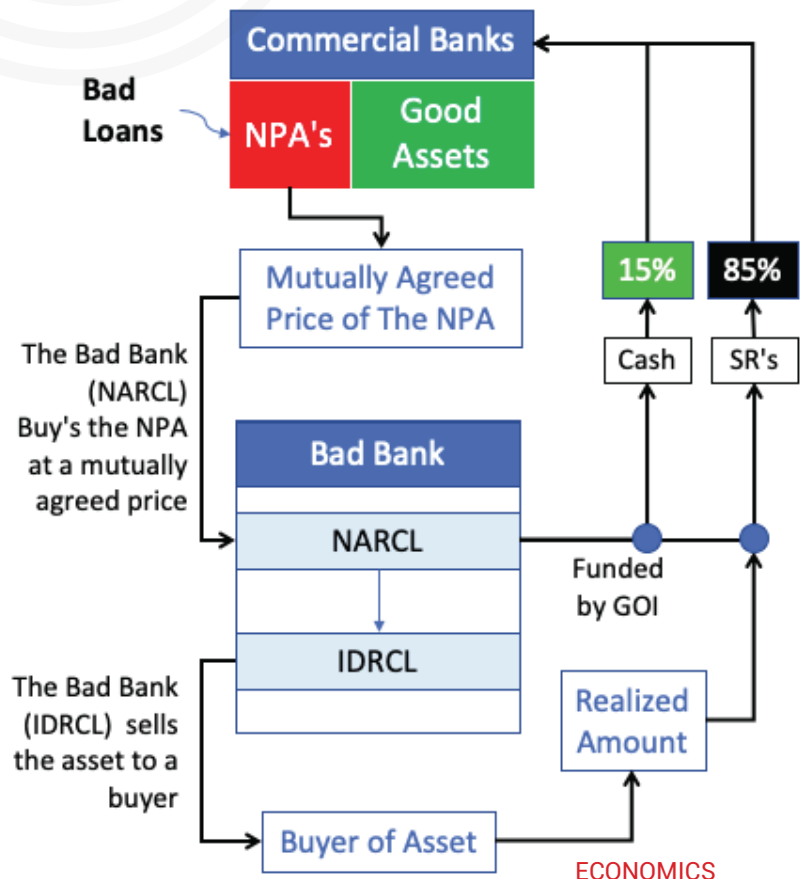 Commercial Banks
Bad
Loans
NPA's
Good
Assets
Mutually Agreed
Price of The NPA
15%
85%
Cash
SR's
The Bad Bank
(NARCL)
Buy's the NPA
at a mutually
agreed price
Bad Bank
NARCL
Funded
by GOI
IDRCL
The Bad Bank
(IDRCL) sells
the asset to a
buyer
Realized
Amount
Buyer of Asset
ECONOMICS